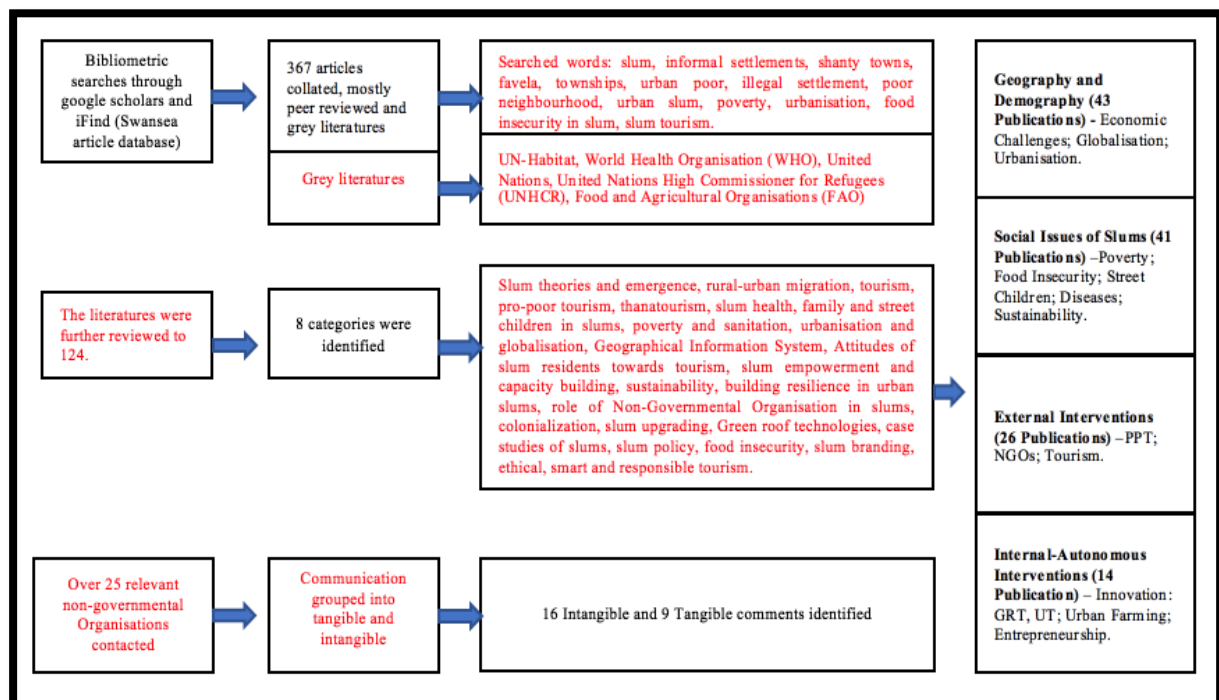 Bibliometric
searches through
google scholars and
iFind (Swansea
article database)
367 articles
collated, mostly
peer reviewed and
grey literatures
Searched words: slum, informal settlements, shanty towns,
favela, townships, urban poor, illegal settlement, poor
neighbourhood, urban slum, poverty, urbanisation, food
insecurity in slum, slum tourism.
Grey literatures
UN-Habitat, World Health Organisation (WHO), United
Nations, United Nations High Commissioner for Refugees
(UNHCR), Food and Agricultural Organisations (FAO)
The literatures were
further reviewed to
124.
8 categories were
identified
Slum theories and emergence, rural-urban migration, tourism,
pro-poor tourism, thanatourism, slum health, family and street
children in slums, poverty and sanitation, urbanisation and
globalisation, Geographical Information System, Attitudes of
slum residents towards tourism, slum empowerment and
capacity building, sustainability, building resilience in urban
slums, role of Non-Governmental Organisation in slums,
colonialization, slum upgrading, Green roof technologies, case
studies of slums, slum policy, food insecurity, slum branding,
ethical, smart and responsible tourism.
Over 25 relevant
non-governmental
Organisations
contacted
Communication
grouped into
tangible and
intangible
16 Intangible and 9 Tangible comments identified
Geography and
Demography (43
Publications) - Economic
Challenges; Globalisation;
Urbanisation.
Social Issues of Slums (41
Publications) –Poverty;
Food Insecurity; Street
Children; Diseases;
Sustainability.
External Interventions
(26 Publications) –PPT;
NGOs; Tourism.
Internal-Autonomous
Interventions (14
Publication) – Innovation:
GRT, UT; Urban Farming;
Entrepreneurship.